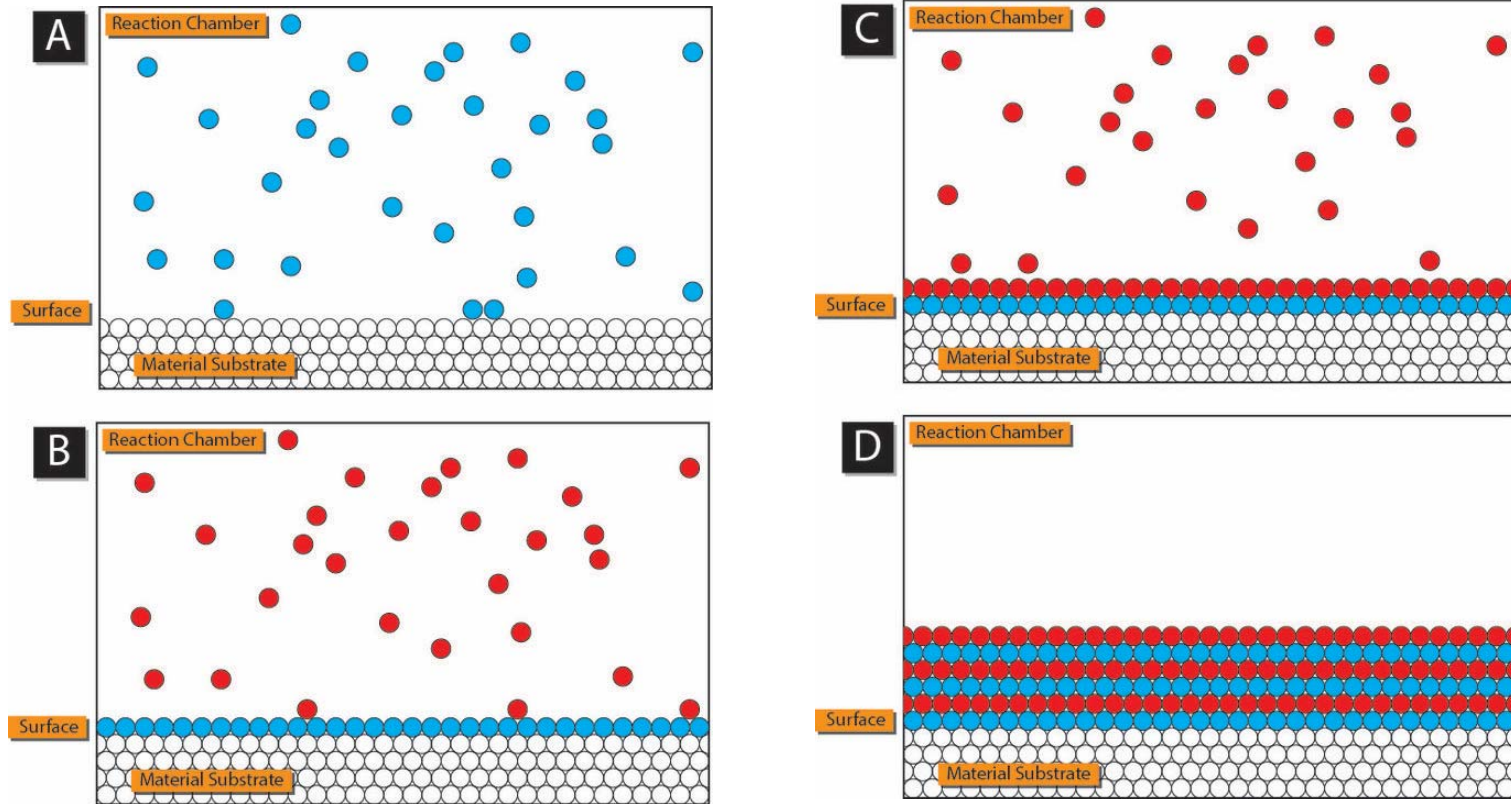 A
Reaction Chamber
Surface
Material Substrate
B
Reaction Chamber
Surface
Material Substrate
C
Reaction Chamber
Surface
Material Substrate
D
Reaction Chamber
Surface
Material Substrate